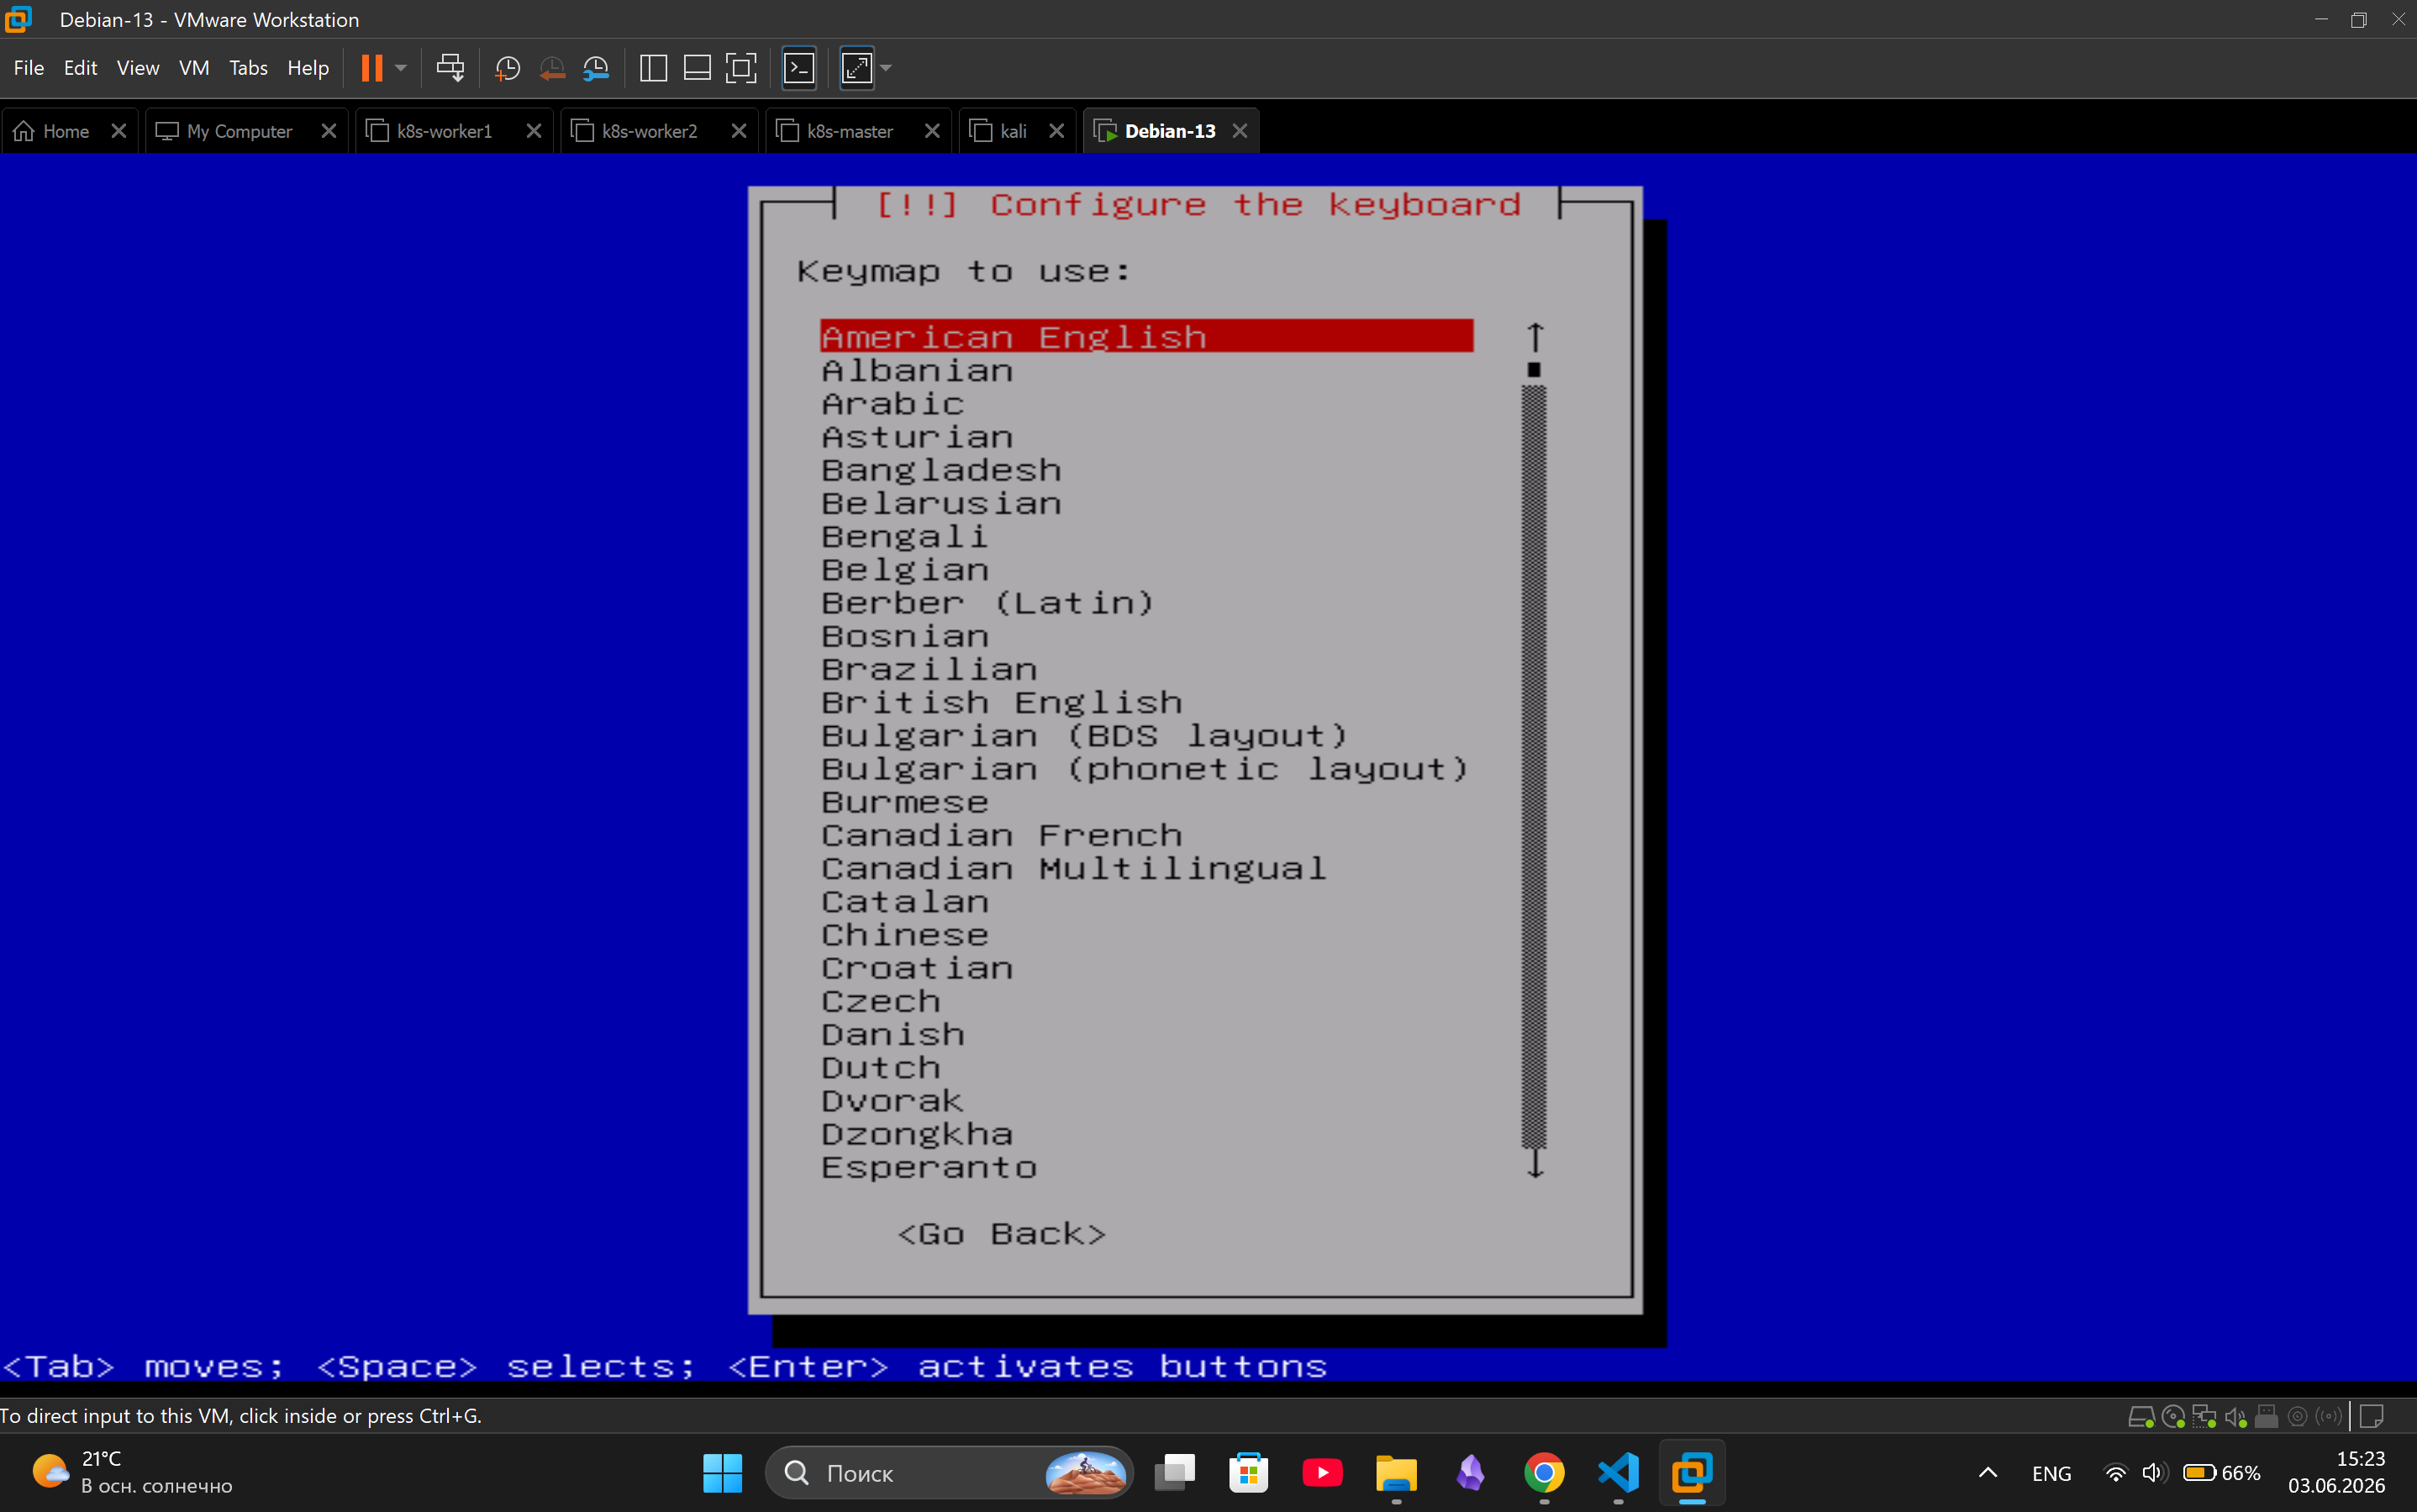 Debian-13 - VMware Workstation
File Edit View VM Tabs Help
Home My Computer k8s-worker1 k8s-worker2 k8s-master kali Debian-13
[!!] Configure the keyboard
Keymap to use:
American English
Albanian
Arabic
Asturian
Bangladesh
Belarusian
Bengali
Belgian
Berber (Latin)
Bosnian
Brazilian
British English
Bulgarian (BDS layout)
Bulgarian (phonetic layout)
Burmese
Canadian French
Canadian Multilingual
Catalan
Chinese
Croatian
Czech
Danish
Dutch
Dvorak
Dzongkha
Esperanto
<Go Back>
<Tab> moves; <Space> selects; <Enter> activates buttons
To direct input to this VM, click inside or press Ctrl+G.
21°C
В осн. солнечно
Поиск
ENG
66%
15:23
03.06.2026